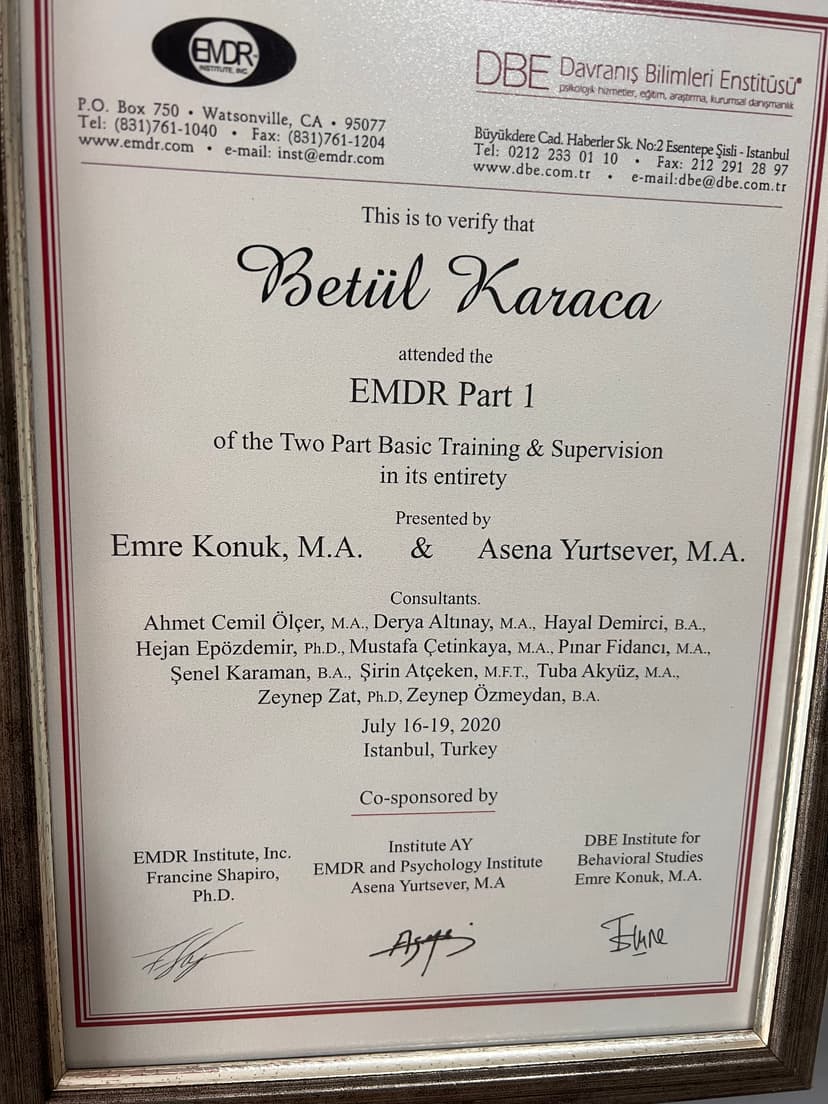 EMDR
INSTITUTE, INC.
P.O. Box 750 • Watsonville, CA • 95077
Tel: (831)761-1040 • Fax: (831)761-1204
www.emdr.com • e-mail: inst@emdr.com
DBE Davranış Bilimleri Enstitüsü
psikolojik hizmetler, eğitim, araştırma, kurumsal danışmanlık
Büyükdere Cad. Haberler Sk. No:2 Esentepe Şisli - Istanbul
Tel: 0212 233 01 10 • Fax: 212 291 28 97
www.dbe.com.tr • e-mail:dbe@dbe.com.tr
This is to verify that
Betül Karaca
attended the
EMDR Part 1
of the Two Part Basic Training & Supervision
in its entirety
Presented by
Emre Konuk, M.A. & Asena Yurtsever, M.A.
Consultants.
Ahmet Cemil Ölçer, M.A., Derya Altınay, M.A., Hayal Demirci, B.A.,
Hejan Epözdemir, Ph.D., Mustafa Çetinkaya, M.A., Pınar Fidancı, M.A.,
Şenel Karaman, B.A., Şirin Atçeken, M.F.T., Tuba Akyüz, M.A.,
Zeynep Zat, Ph.D, Zeynep Özmeydan, B.A.
July 16-19, 2020
Istanbul, Turkey
Co-sponsored by
EMDR Institute, Inc.
Francine Shapiro,
Ph.D.
Institute AY
EMDR and Psychology Institute
Asena Yurtsever, M.A
DBE Institute for
Behavioral Studies
Emre Konuk, M.A.